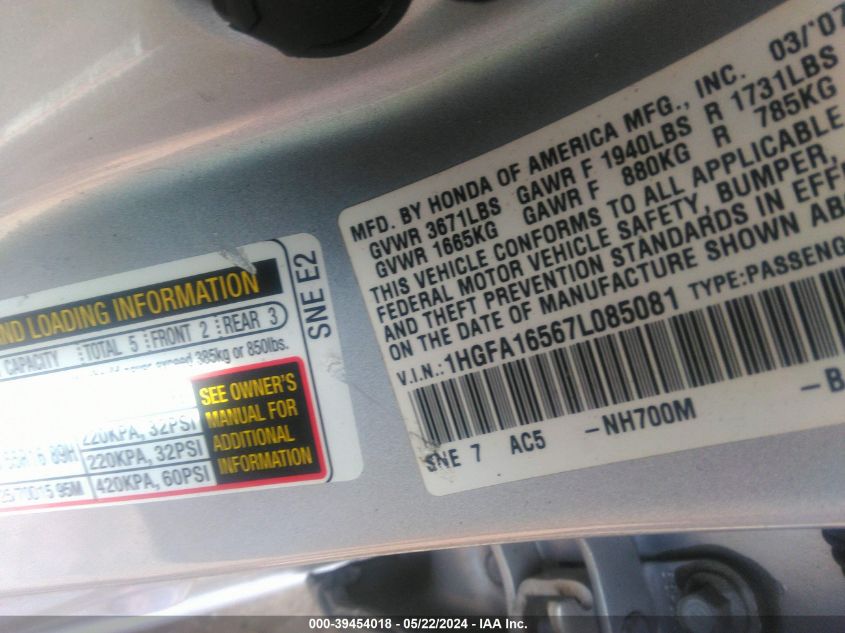 AND LOADING INFORMATION
CAPACITY TOTAL 5 FRONT 2 REAR 3
exceed 385kg or 850lbs.
220KPA, 32PSI
89H 220KPA, 32PSI
95M 420KPA, 60PSI
SEE OWNER'S
MANUAL FOR
ADDITIONAL
INFORMATION
SNE E2
MFD. BY HONDA OF AMERICA MFG., INC. 03/'07
GVWR 3671LBS GAWR F 1940LBS R 1731LBS
GVWR 1665KG GAWR F 880KG R 785KG
THIS VEHICLE CONFORMS TO ALL APPLICABLE
FEDERAL MOTOR VEHICLE SAFETY, BUMPER,
AND THEFT PREVENTION STANDARDS IN EFF
ON THE DATE OF MANUFACTURE SHOWN AB
V.I.N.: 1HGFA16567L085081 TYPE:PASSENG
SNE 7 AC5 –NH700M –B
000-39454018 - 05/22/2024 - IAA Inc.